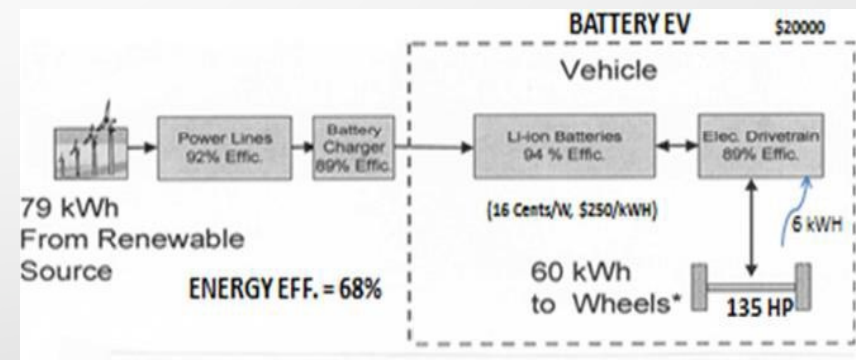 BATTERY EV
$20000
Vehicle
Power Lines
92% Effic.
Battery
Charger
89% Effic.
Li-ion Batteries
94 % Effic.
Elec. Drivetrain
89% Effic.
(16 Cents/W, $250/kWH)
6 kWH
79 kWh
From Renewable
Source
ENERGY EFF. = 68%
60 kWh
to Wheels*
135 HP